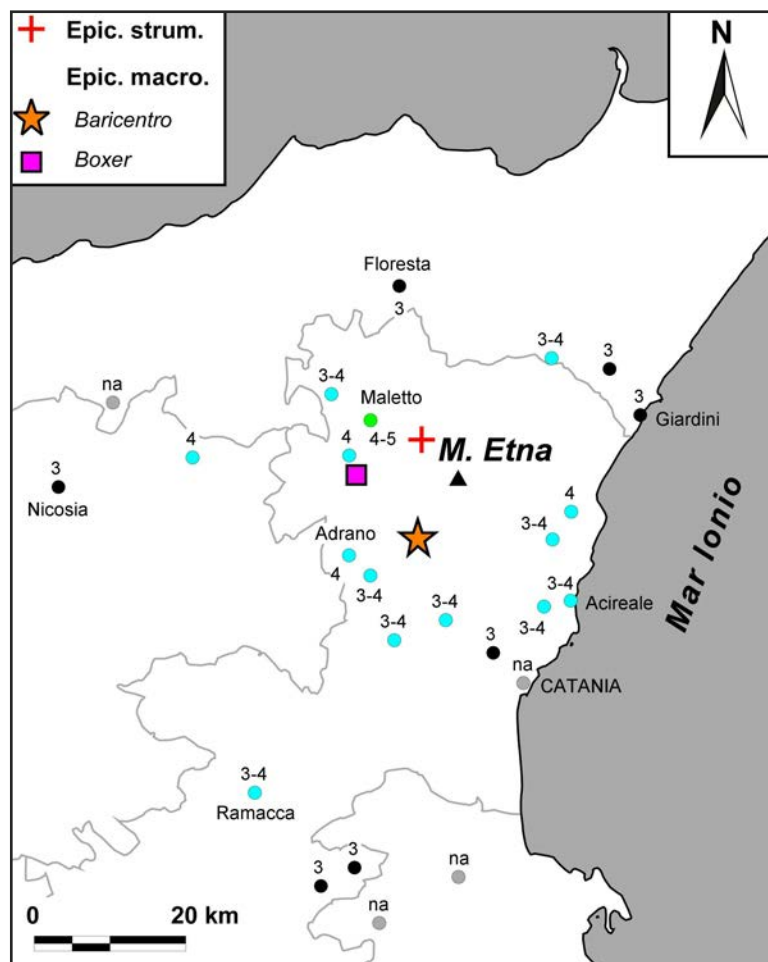 Epic. strum.
Epic. macro.
Baricentro
Boxer
N
Floresta
3
3-4
3
3-4
na
Maletto
3
Giardini
4
4
4-5
M. Etna
3
Nicosia
4
3-4
Adrano
4
3-4
3-4
Acireale
3-4
3-4
3-4
3
na
CATANIA
Mar Ionio
3-4
Ramacca
3
3
na
na
0
20 km